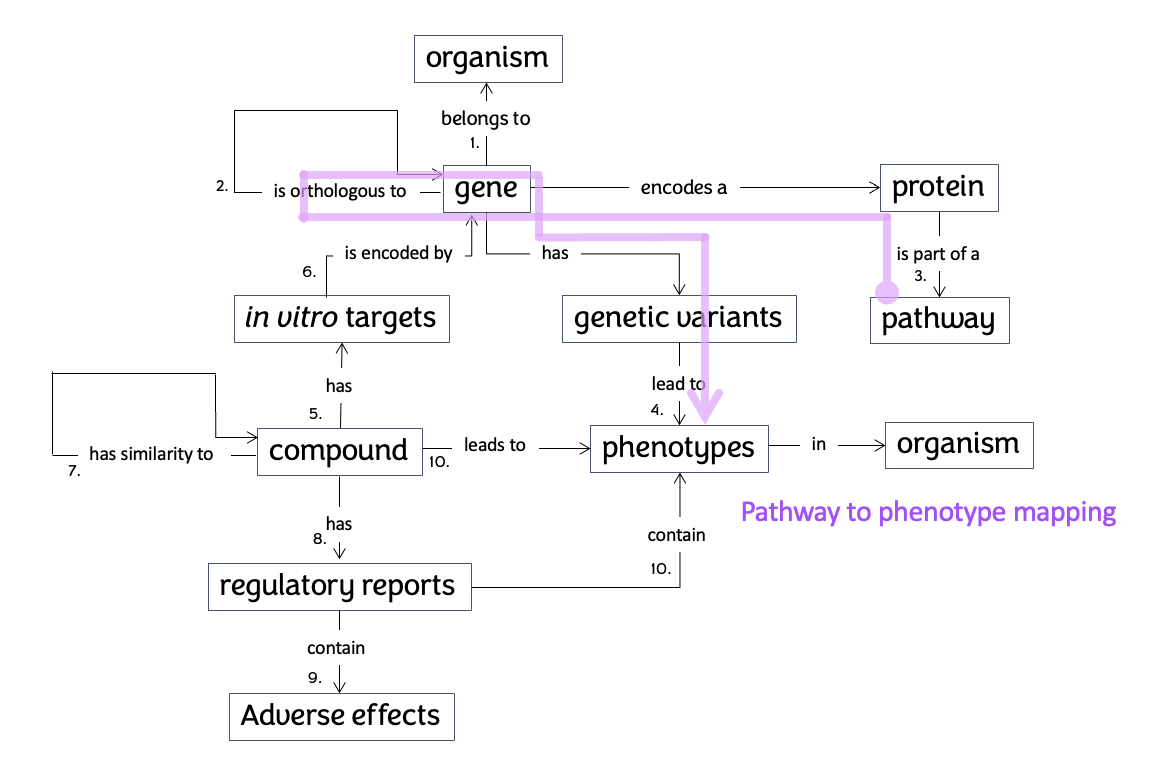 organism
belongs to
1.
2.
is orthologous to
gene
encodes a
protein
is encoded by
has
is part of a
6.
3.
in vitro targets
genetic variants
pathway
has
lead to
5.
4.
compound
leads to
phenotypes
in
organism
has similarity to
7.
10.
Pathway to phenotype mapping
has
8.
contain
10.
regulatory reports
contain
9.
Adverse effects